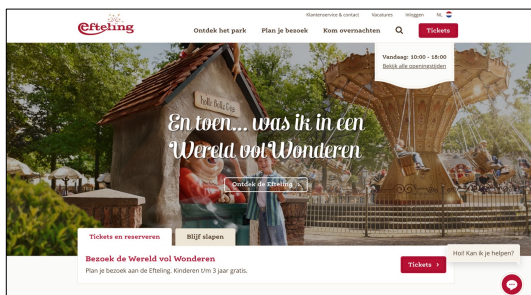 Klantenservice & contact Vacatures Inloggen NL
efteling
Ontdek het park Plan je bezoek Kom overnachten Tickets
Vandaag: 10:00 - 18:00
Bekijk alle openingstijden
holle Bolle Gijs
En toen... was ik in een
Wereld vol Wonderen
Ontdek de Efteling
Tickets en reserveren Blijf slapen
Hoi! Kan ik je helpen?
Bezoek de Wereld vol Wonderen
Plan je bezoek aan de Efteling. Kinderen t/m 3 jaar gratis.
Tickets